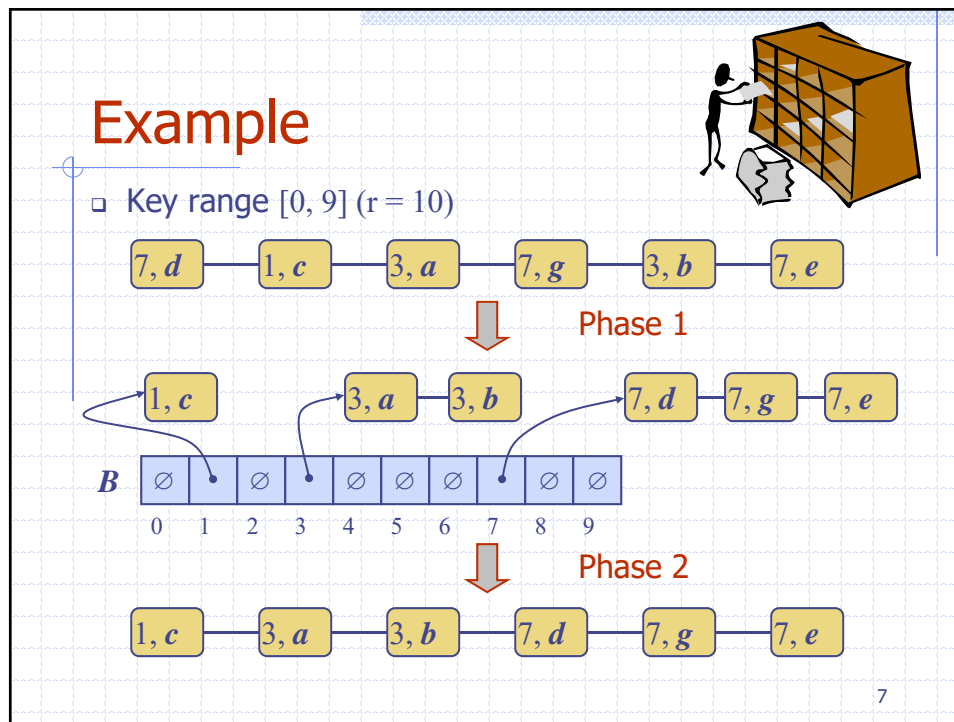 Example
Key range [0, 9] (r = 10)
7, d 1, c 3, a 7, g 3, b 7, e
Phase 1
1, c 3, a 3, b 7, d 7, g 7, e
B ∅ ∅ ∅ ∅ ∅ ∅ ∅
0 1 2 3 4 5 6 7 8 9
Phase 2
1, c 3, a 3, b 7, d 7, g 7, e
7